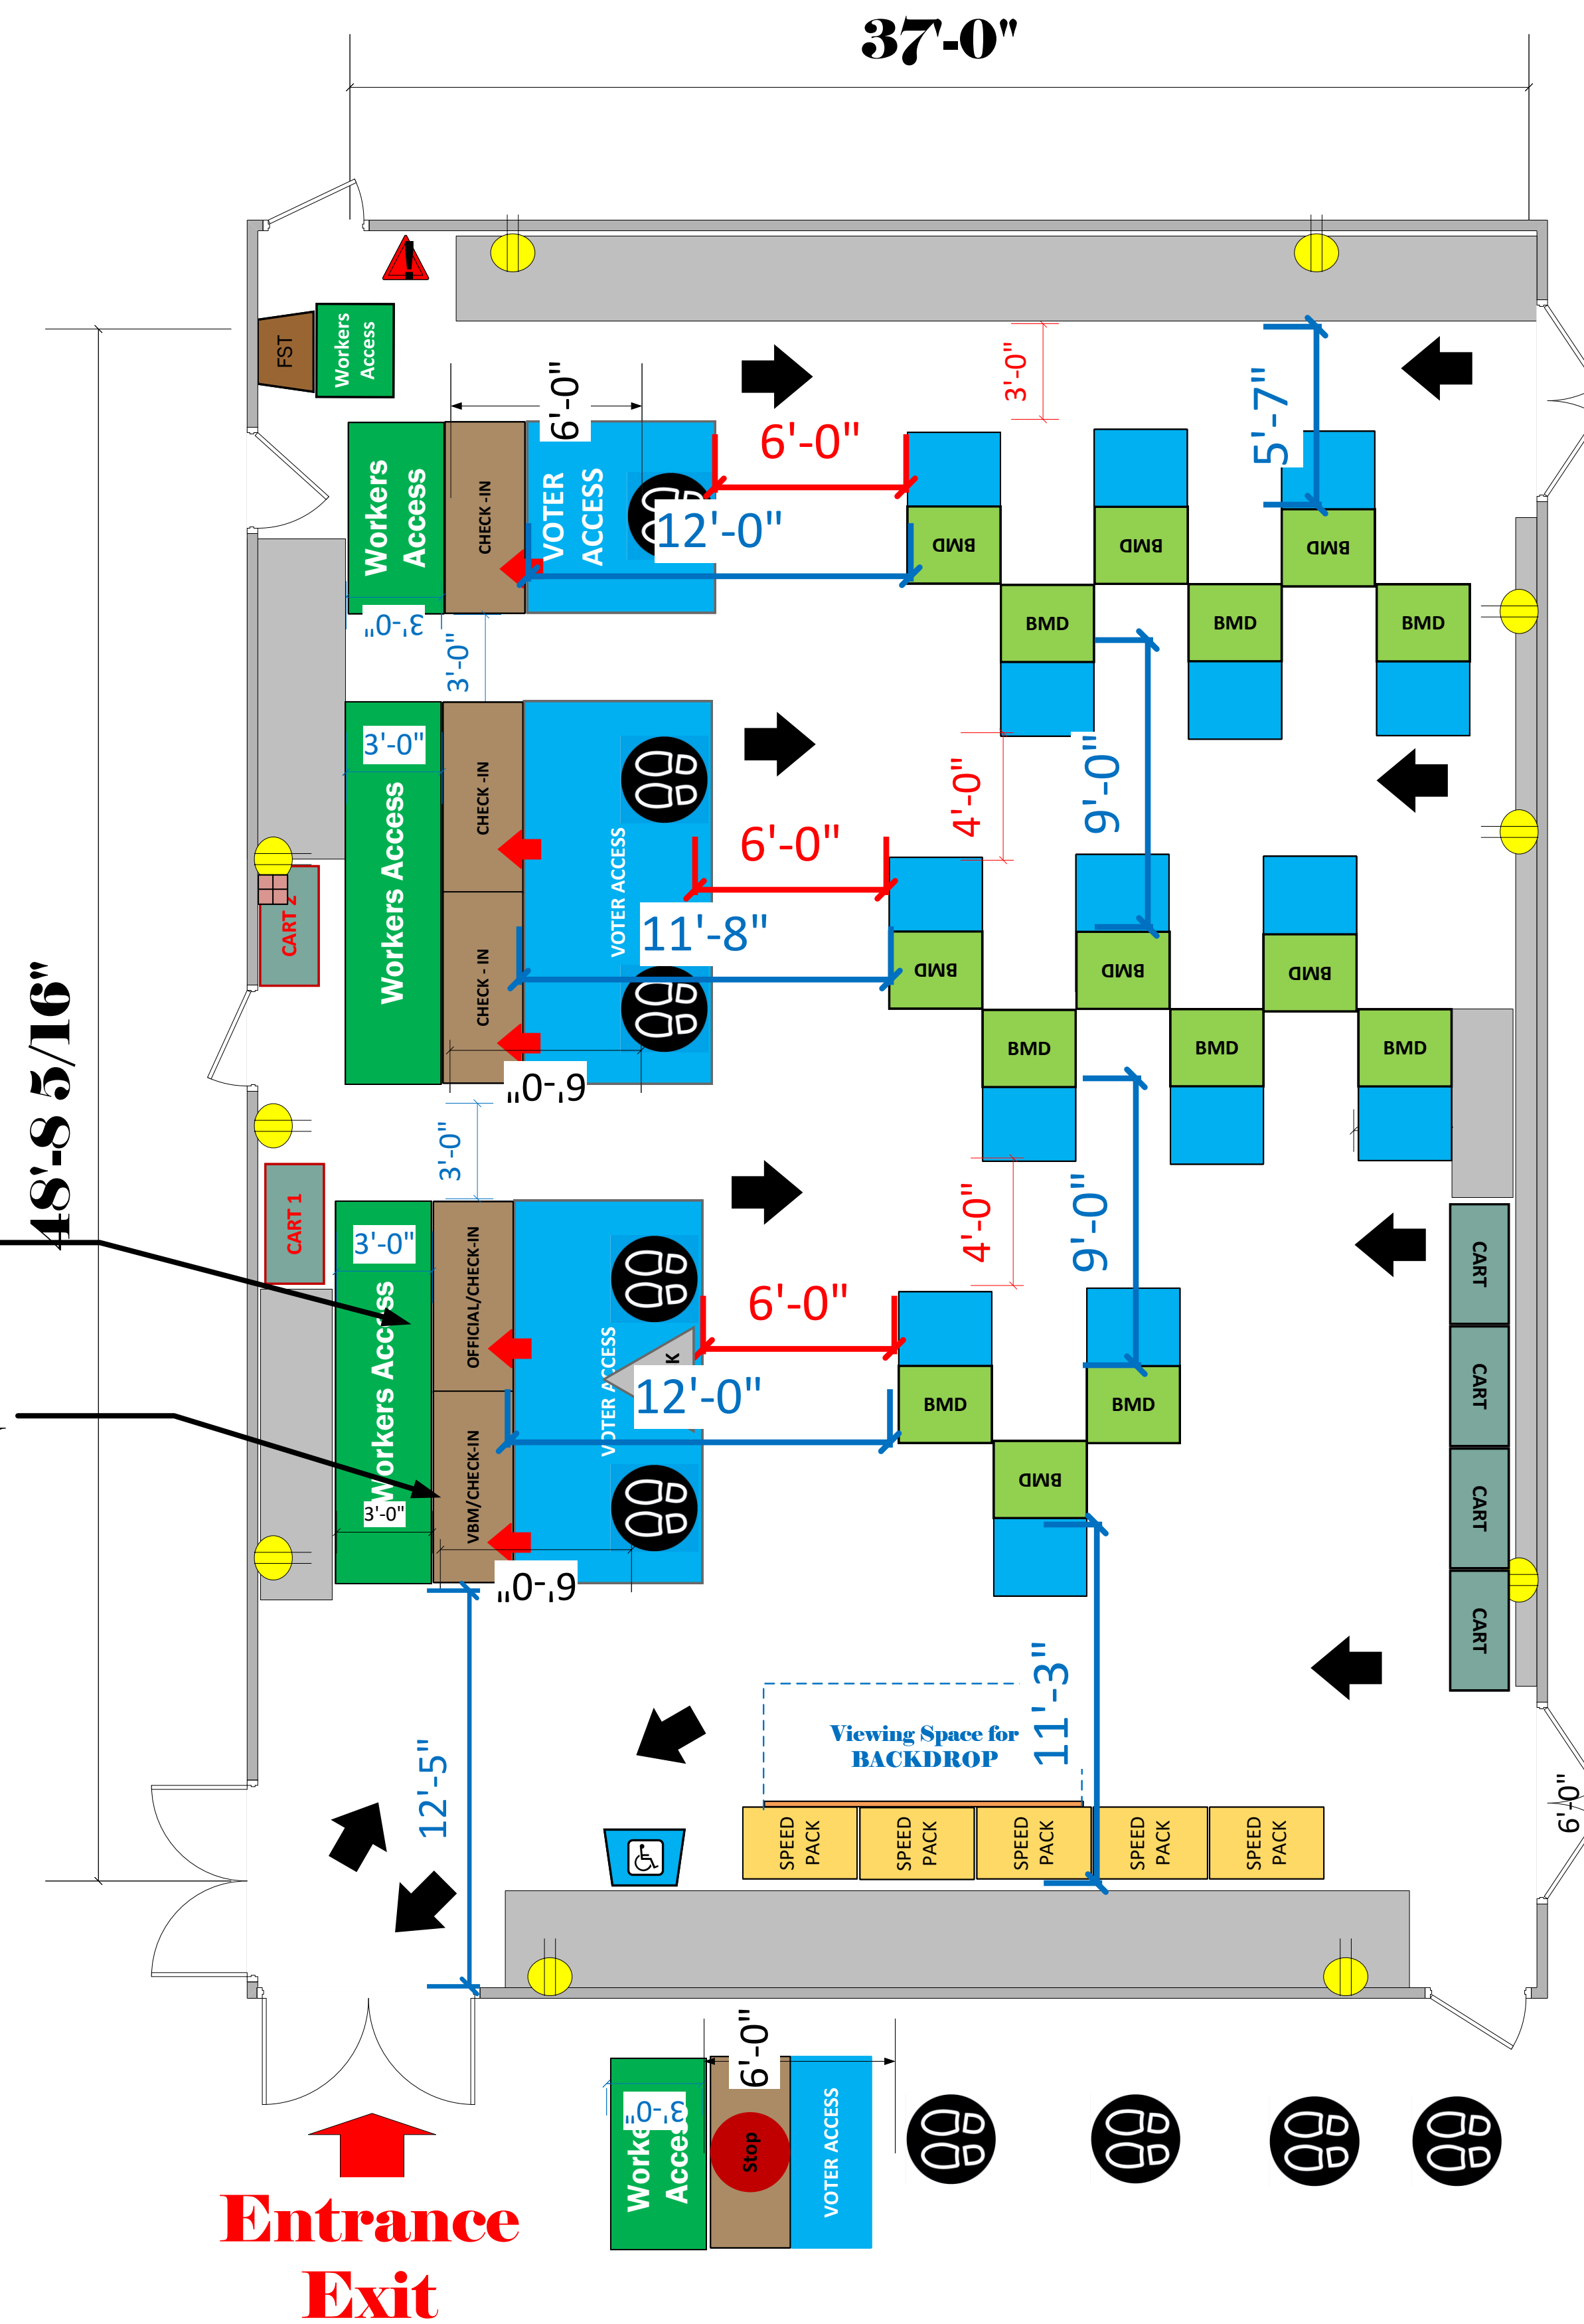 37'-0"
FST
Workers
Access
6'-0"
3'-0"
5'-7"
6'-0"
Workers
Access
CHECK -IN
VOTER
ACCESS
12'-0"
BMD
BMD
BMD
BMD
BMD
BMD
3'-0"
3'-0"
3'-0"
Workers Access
CHECK -IN
CHECK - IN
VOTER ACCESS
6'-0"
11'-8"
4'-0"
9'-0"
CART 2
BMD
BMD
BMD
BMD
BMD
BMD
6'-0"
48'-8 5/16"
3'-0"
CART 1
3'-0"
Workers Access
3'-0"
OFFICIAL/CHECK-IN
VBM/CHECK-IN
VOTER ACCESS
6'-0"
12'-0"
6'-0"
4'-0"
9'-0"
BMD
BMD
BMD
CART
CART
CART
CART
12'-5"
Viewing Space for
BACKDROP
11'-3"
SPEED
PACK
SPEED
PACK
SPEED
PACK
SPEED
PACK
SPEED
PACK
6'-0"
6'-0"
3'-0"
Stop
VOTER ACCESS
Entrance
Exit